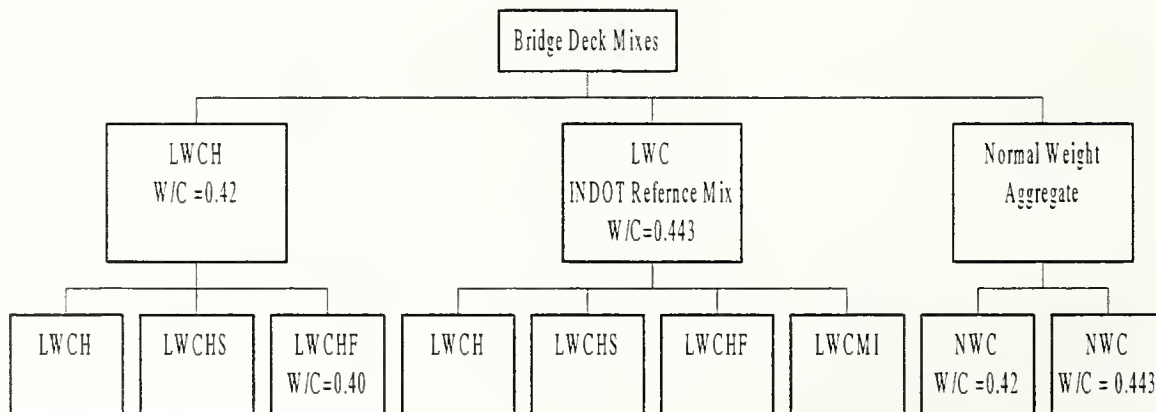 Bridge Deck Mixes
LWCH
W/C =0.42
LWC
INDOT Refernce Mix
W/C=0.443
Normal Weight
Aggregate
LWCH
LWCHS
LWCHF
W/C=0.40
LWCH
LWCHS
LWCHF
LWCMI
NWC
W/C=0.42
NWC
W/C = 0.443